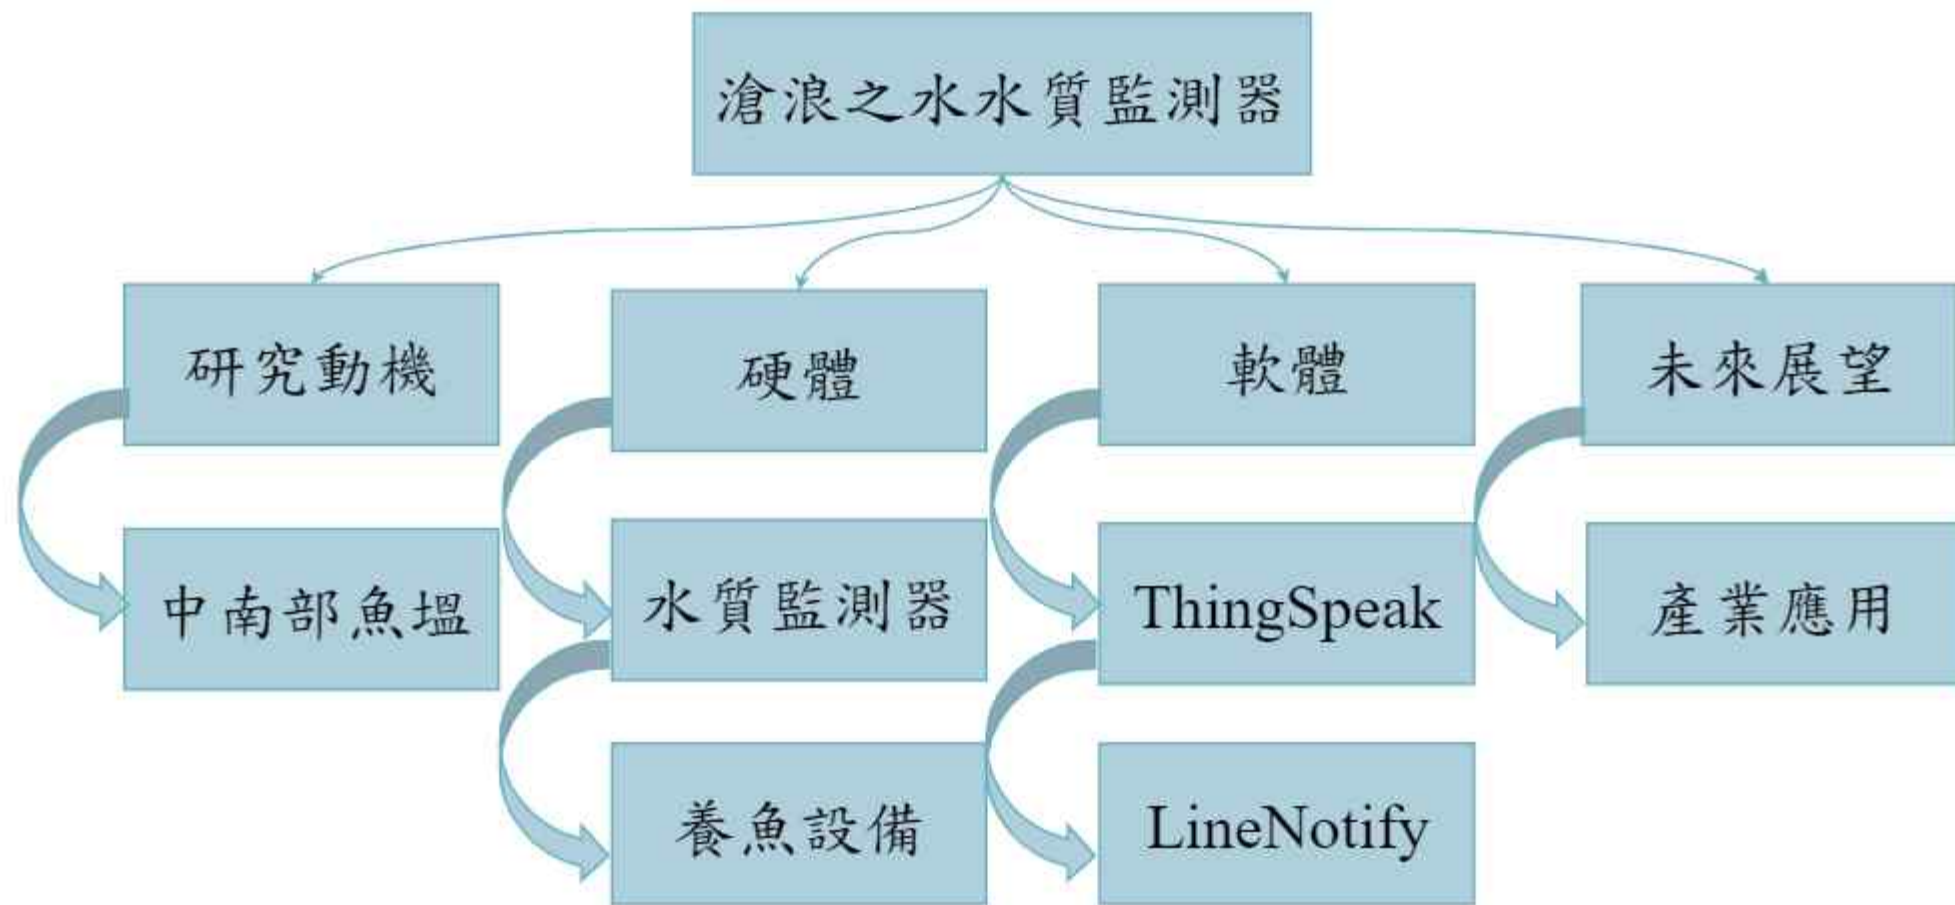 滄浪之水水質監測器
研究動機
硬體
軟體
未來展望
中南部魚塭
水質監測器
ThingSpeak
產業應用
養魚設備
LineNotify